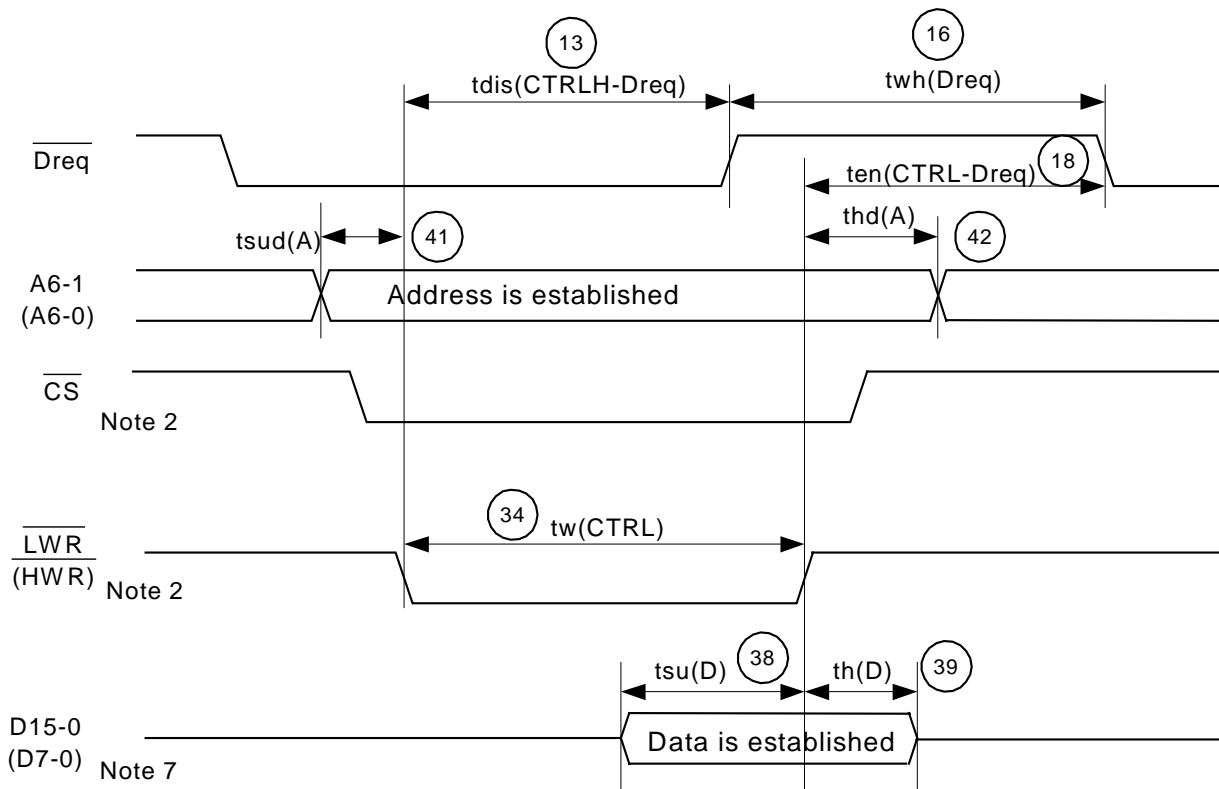 13
16
tdis(CTRLH-Dreq)
twh(Dreq)
Dreq
ten(CTRL-Dreq)
18
tsud(A)
41
thd(A)
42
A6-1
(A6-0)
Address is established
CS
Note 2
34
tw(CTRL)
LWR
(HWR)
Note 2
tsu(D)
38
th(D)
39
D15-0
(D7-0)
Data is established
Note 7